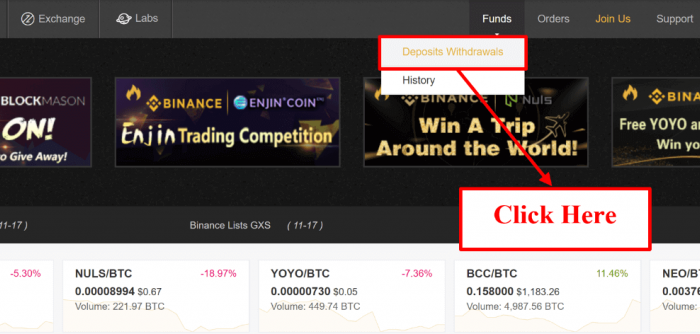 Exchange
Labs
Funds
Orders
Join Us
Support
Deposits Withdrawals
History
BLOCKMASON
ON!
to Give Away!
BINANCE ENJIN COIN
Enjin Trading Competition
BINANCE Nuls
Win A Trip
Around the World!
BINANCE
Free YOYO an
Win yo
Click Here
11-17 )
Binance Lists GXS ( 11-17 )
-5.30%
NULS/BTC -18.97%
0.00008994 $0.67
Volume: 221.97 BTC
YOYO/BTC -7.36%
0.00000730 $0.05
Volume: 449.74 BTC
BCC/BTC 11.46%
0.158000 $1,183.26
Volume: 4,987.56 BTC
NEO/BT
0.00376
Volume: